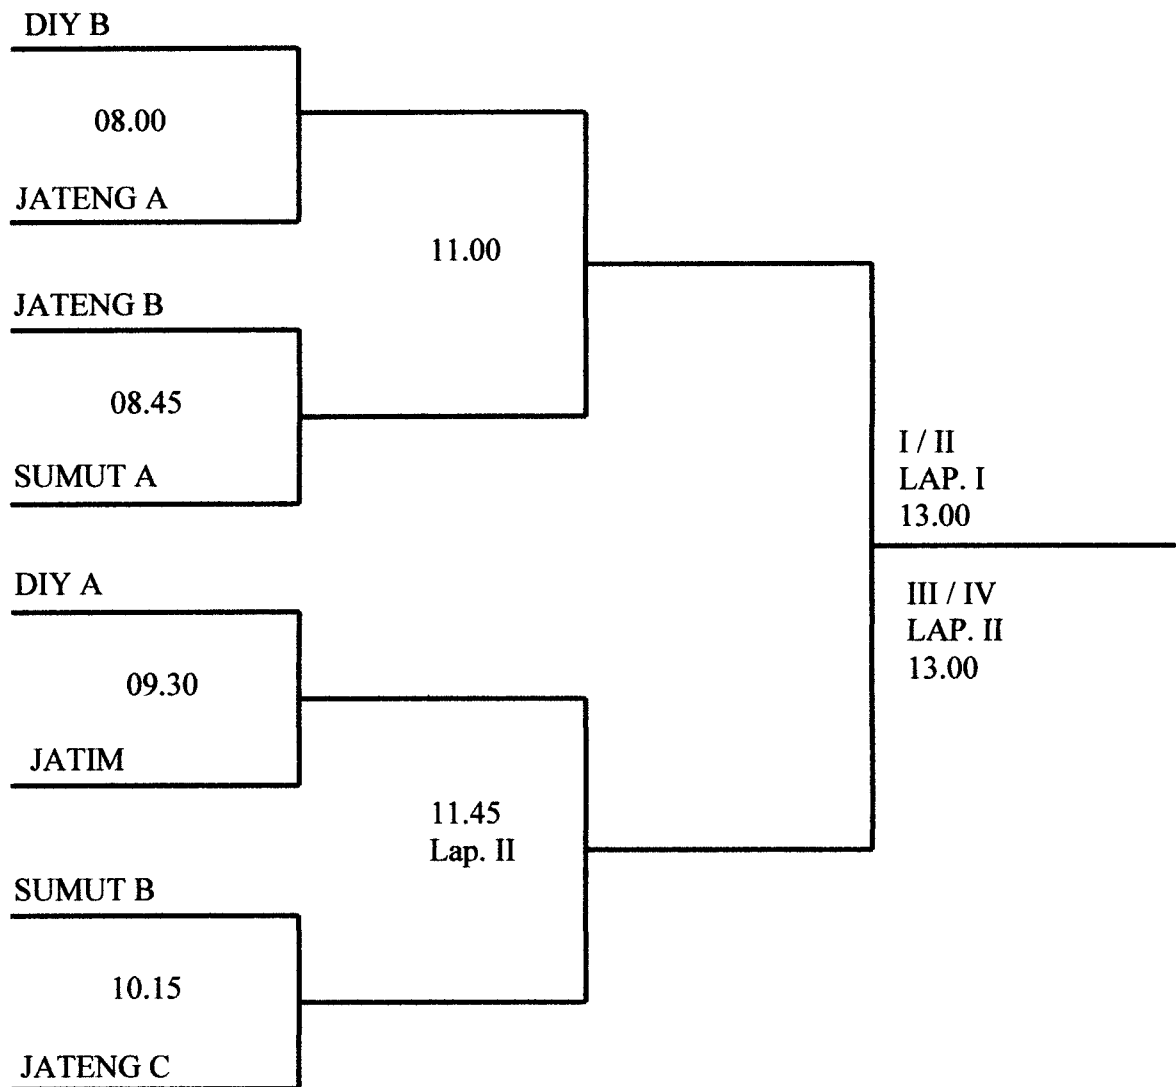 DIY B
08.00
JATENG A
11.00
JATENG B
08.45
SUMUT A
I / II
LAP. I
13.00
DIY A
III / IV
LAP. II
13.00
09.30
JATIM
11.45
Lap. II
SUMUT B
10.15
JATENG C